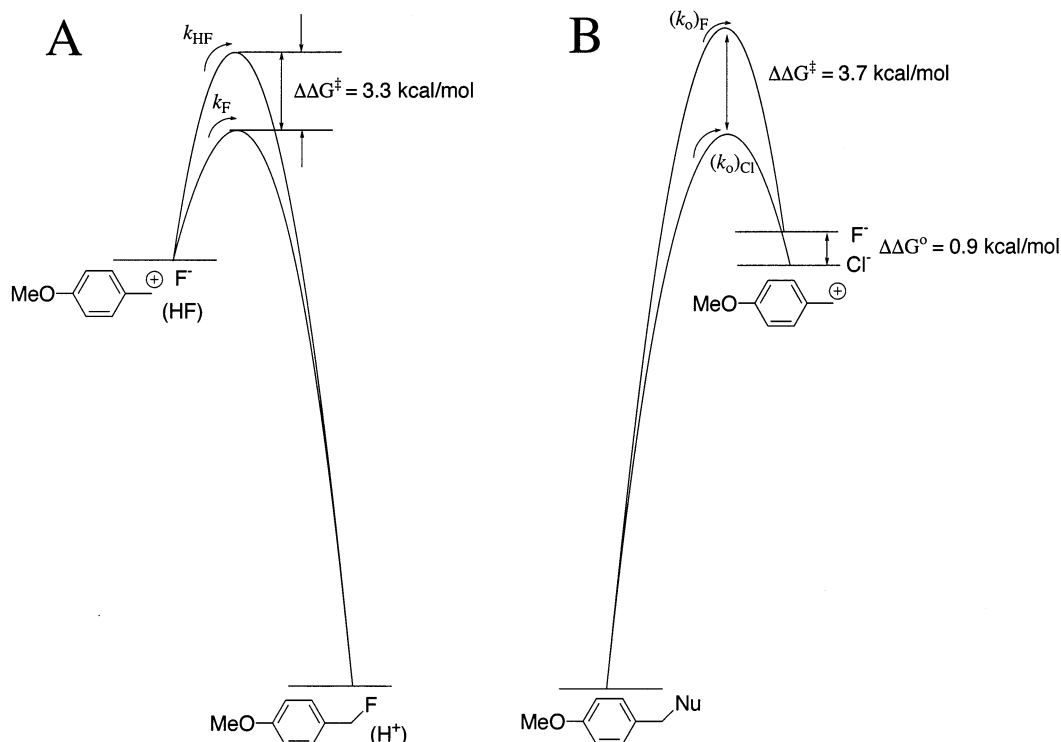 A
k_HF
ΔΔG‡ = 3.3 kcal/mol
k_F
MeO
⊕
F⁻
(HF)
MeO
F
(H⁺)
B
(k_o)_F
ΔΔG‡ = 3.7 kcal/mol
(k_o)_Cl
F⁻
ΔΔG° = 0.9 kcal/mol
Cl⁻
MeO
⊕
MeO
Nu